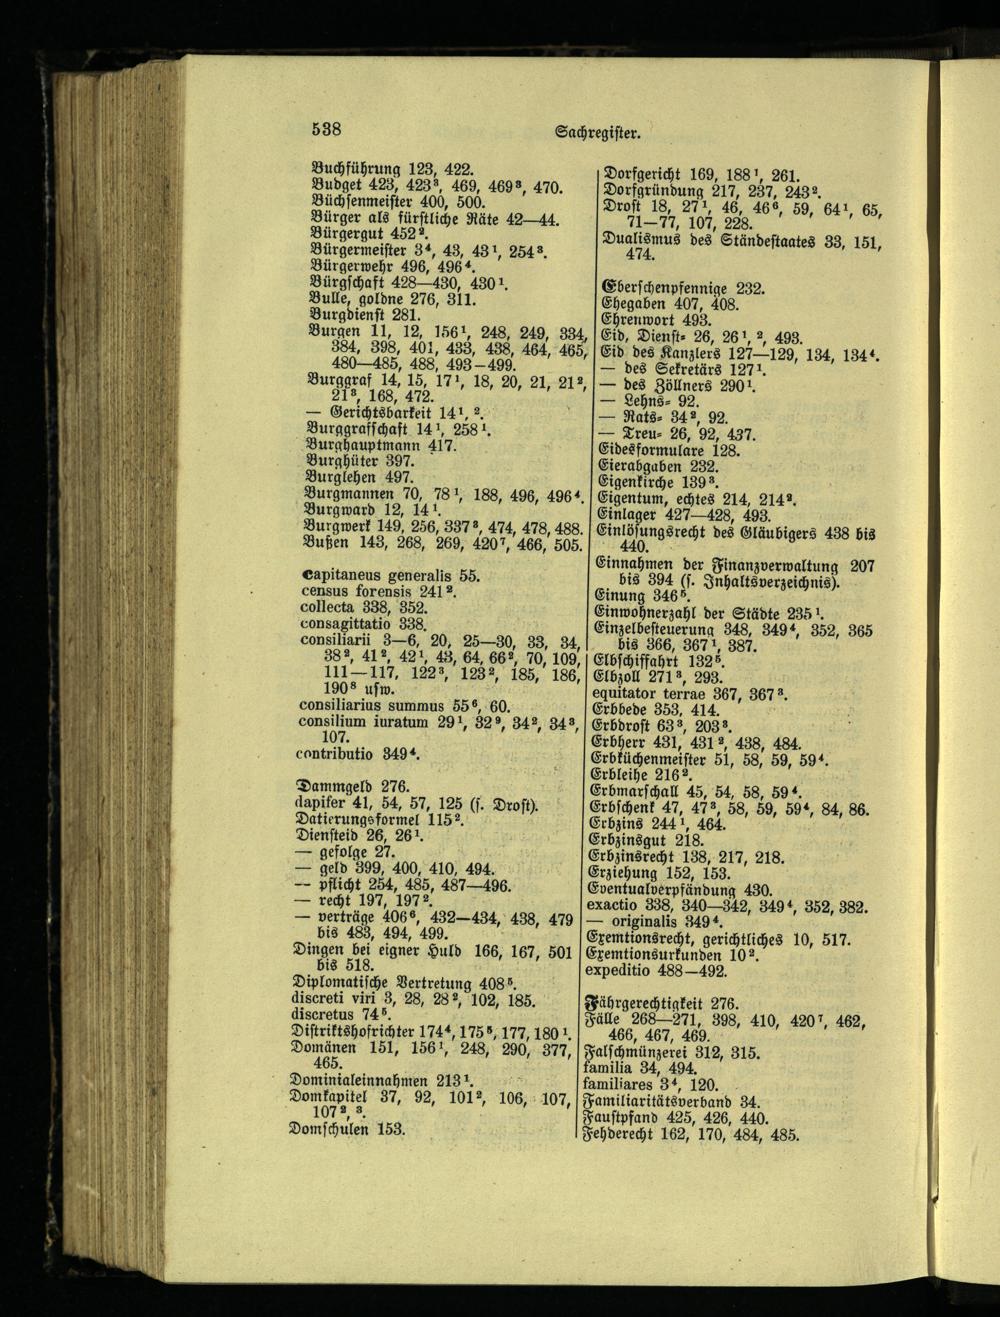 538
Sachregister.
Buchführung 123, 422.
Budget 423, 423³, 469, 469³, 470.
Büchsenmeister 400, 500.
Bürger als fürstliche Räte 42—44.
Bürgergut 452².
Bürgermeister 3⁴, 43, 43¹, 254³.
Bürgerwehr 496, 496⁴.
Bürgschaft 428—430, 430¹.
Bulle, goldne 276, 311.
Burgdienst 281.
Burgen 11, 12, 156¹, 248, 249, 334,
384, 398, 401, 433, 438, 464, 465,
480—485, 488, 493—499.
Burggraf 14, 15, 17¹, 18, 20, 21, 21²,
21³, 168, 472.
— Gerichtsbarkeit 14¹, ².
Burggrafschaft 14¹, 258¹.
Burghauptmann 417.
Burghüter 397.
Burglehen 497.
Burgmannen 70, 78¹, 188, 496, 496⁴.
Burgward 12, 14¹.
Burgwerk 149, 256, 337³, 474, 478, 488.
Bußen 143, 268, 269, 420⁷, 466, 505.
capitaneus generalis 55.
census forensis 241².
collecta 338, 352.
consagittatio 338.
consiliarii 3—6, 20, 25—30, 33, 34,
38², 41², 42¹, 43, 64, 66², 70, 109,
111—117, 122³, 123², 185, 186,
190⁸ usw.
consiliarius summus 55⁶, 60.
consilium iuratum 29¹, 32⁹, 34², 34³,
107.
contributio 349⁴.
Dammgeld 276.
dapifer 41, 54, 57, 125 (s. Drost).
Datierungsformel 115².
Diensteid 26, 26¹.
— gefolge 27.
— geld 399, 400, 410, 494.
— pflicht 254, 485, 487—496.
— recht 197, 197².
— verträge 406⁶, 432—434, 438, 479
bis 483, 494, 499.
Dingen bei eigner Huld 166, 167, 501
bis 518.
Diplomatische Vertretung 408⁵.
discreti viri 3, 28, 28², 102, 185.
discretus 74⁵.
Distriktshofrichter 174⁴, 175⁵, 177, 180¹.
Domänen 151, 156¹, 248, 290, 377,
465.
Dominialeinnahmen 213¹.
Domkapitel 37, 92, 101², 106, 107,
107², ³.
Domschulen 153.
Dorfgericht 169, 188¹, 261.
Dorfgründung 217, 237, 243².
Drost 18, 27¹, 46, 46⁶, 59, 64¹, 65,
71—77, 107, 228.
Dualismus des Ständestaates 33, 151,
474.
Eberschenpfennige 232.
Ehegaben 407, 408.
Ehrenwort 493.
Eid, Dienst= 26, 26¹, ², 493.
Eid des Kanzlers 127—129, 134, 134⁴.
— des Sekretärs 127¹.
— des Zöllners 290¹.
— Lehns= 92.
— Rats= 34², 92.
— Treu= 26, 92, 437.
Eidesformulare 128.
Eierabgaben 232.
Eigenkirche 139³.
Eigentum, echtes 214, 214².
Einlager 427—428, 493.
Einlösungsrecht des Gläubigers 438 bis
440.
Einnahmen der Finanzverwaltung 207
bis 394 (s. Inhaltsverzeichnis).
Einung 346⁵.
Einwohnerzahl der Städte 235¹.
Einzelbesteuerung 348, 349⁴, 352, 365
bis 366, 367¹, 387.
Elbschiffahrt 132⁵.
Elbzoll 271³, 293.
equitator terrae 367, 367³.
Erbbede 353, 414.
Erbdrost 63³, 203³.
Erbherr 431, 431², 438, 484.
Erbküchenmeister 51, 58, 59, 59⁴.
Erbleihe 216².
Erbmarschall 45, 54, 58, 59⁴.
Erbschenk 47, 47³, 58, 59, 59⁴, 84, 86.
Erbzins 244¹, 464.
Erbzinsgut 218.
Erbzinsrecht 138, 217, 218.
Erziehung 152, 153.
Eventualverpfändung 430.
exactio 338, 340—342, 349⁴, 352, 382.
— originalis 349⁴.
Exemtionsrecht, gerichtliches 10, 517.
Exemtionsurkunden 10².
expeditio 488—492.
Fährgerechtigkeit 276.
Fälle 268—271, 398, 410, 420⁷, 462,
466, 467, 469.
Falschmünzerei 312, 315.
familia 34, 494.
familiares 3⁴, 120.
Familiaritätsverband 34.
Faustpfand 425, 426, 440.
Fehderecht 162, 170, 484, 485.